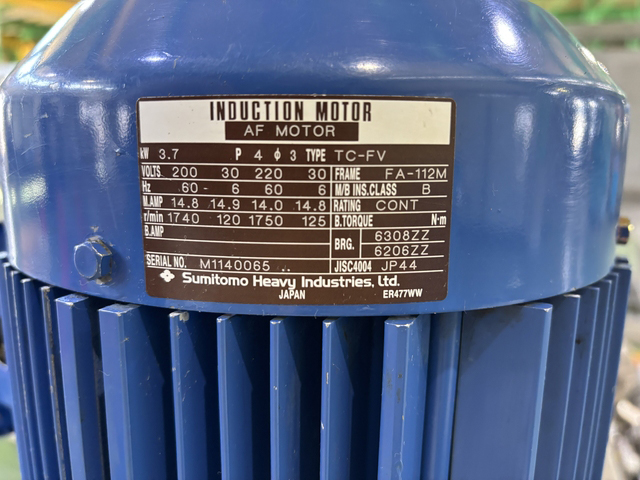 INDUCTION MOTOR
AF MOTOR
kW 3.7 P 4 ϕ 3 TYPE TC-FV
VOLTS 200 30 220 30 FRAME FA-112M
Hz 60 - 6 60 6 M/B INS.CLASS B
M.AMP 14.8 14.9 14.0 14.8 RATING CONT
r/min 1740 120 1750 125 B.TORQUE N·m
B.AMP
BRG. 6308ZZ
6206ZZ
SERIAL NO. M1140065 .. JISC4004 JP44
Sumitomo Heavy Industries, Ltd.
JAPAN ER477WW